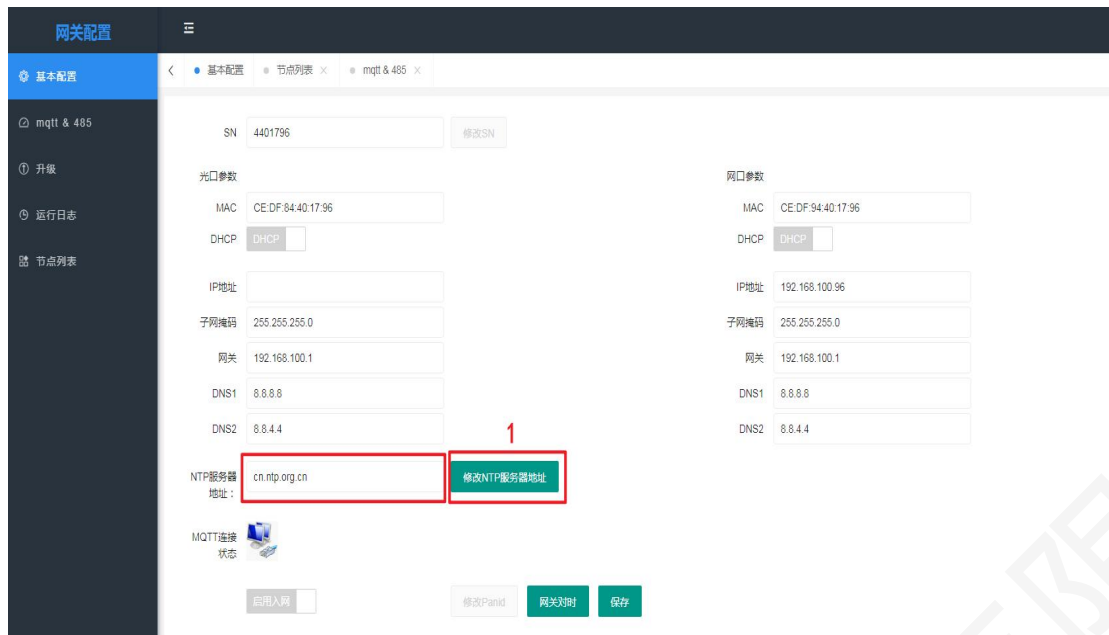 网关配置
基本配置
mqtt & 485
升级
运行日志
节点列表
基本配置 节点列表 mqtt & 485
SN 4401796 修改SN
光口参数 网口参数
MAC CE:DF:84:40:17:96 MAC CE:DF:94:40:17:96
DHCP DHCP DHCP DHCP
IP地址 IP地址 192.168.100.96
子网掩码 255.255.255.0 子网掩码 255.255.255.0
网关 192.168.100.1 网关 192.168.100.1
DNS1 8.8.8.8 DNS1 8.8.8.8
DNS2 8.8.4.4 DNS2 8.8.4.4
1
NTP服务器 cn.ntp.org.cn 修改NTP服务器地址
地址：
MQTT连接
状态
启用入网 修改Panid 网关对时 保存